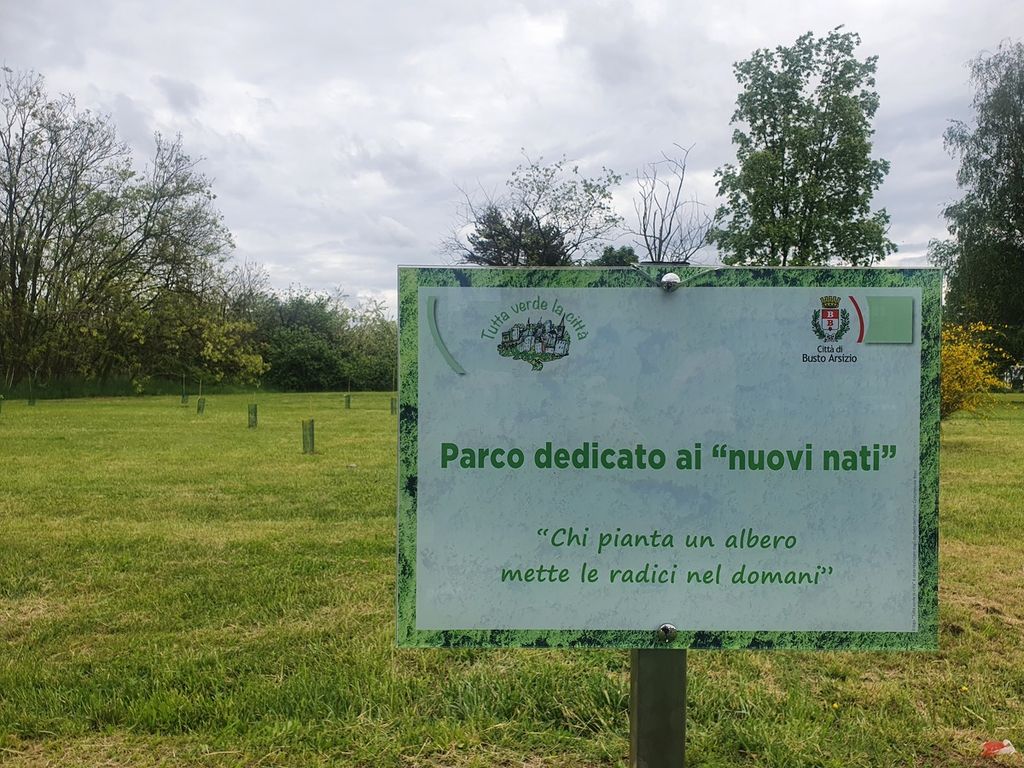 Tutta verde la città
B B
Città di
Busto Arsizio
Parco dedicato ai “nuovi nati”
“Chi pianta un albero
mette le radici nel domani”